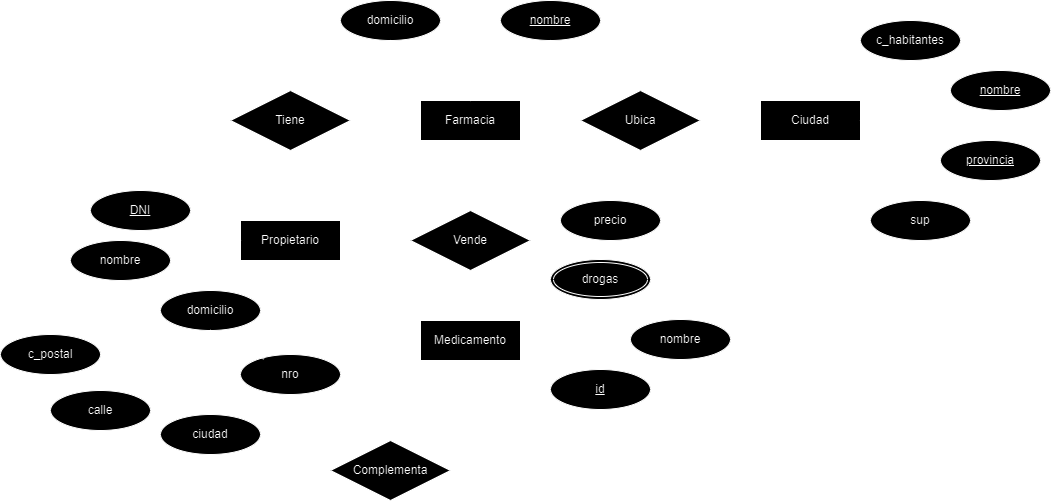 domicilio
nombre
c_habitantes
nombre
Tiene
Farmacia
Ubica
Ciudad
provincia
DNI
precio
sup
Propietario
Vende
nombre
drogas
domicilio
Medicamento
nombre
c_postal
nro
id
calle
ciudad
Complementa